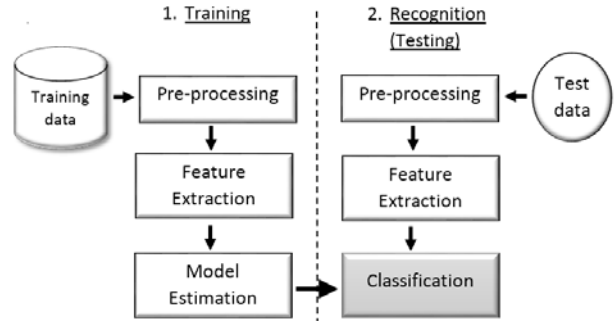 1. Training
2. Recognition
(Testing)
Training
data
Pre-processing
Pre-processing
Test
data
Feature
Extraction
Feature
Extraction
Model
Estimation
Classification